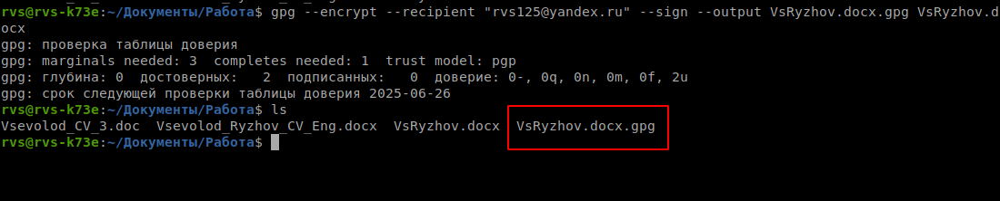 rvs@rvs-k73e:~/Документы/Работа$ gpg --encrypt --recipient "rvs125@yandex.ru" --sign --output VsRyzhov.docx.gpg VsRyzhov.d
ocx
gpg: проверка таблицы доверия
gpg: marginals needed: 3  completes needed: 1  trust model: pgp
gpg: глубина: 0  достоверных:   2  подписанных:   0  доверие: 0-, 0q, 0n, 0m, 0f, 2u
gpg: срок следующей проверки таблицы доверия 2025-06-26
rvs@rvs-k73e:~/Документы/Работа$ ls
Vsevolod_CV_3.doc  Vsevolod_Ryzhov_CV_Eng.docx  VsRyzhov.docx  VsRyzhov.docx.gpg
rvs@rvs-k73e:~/Документы/Работа$